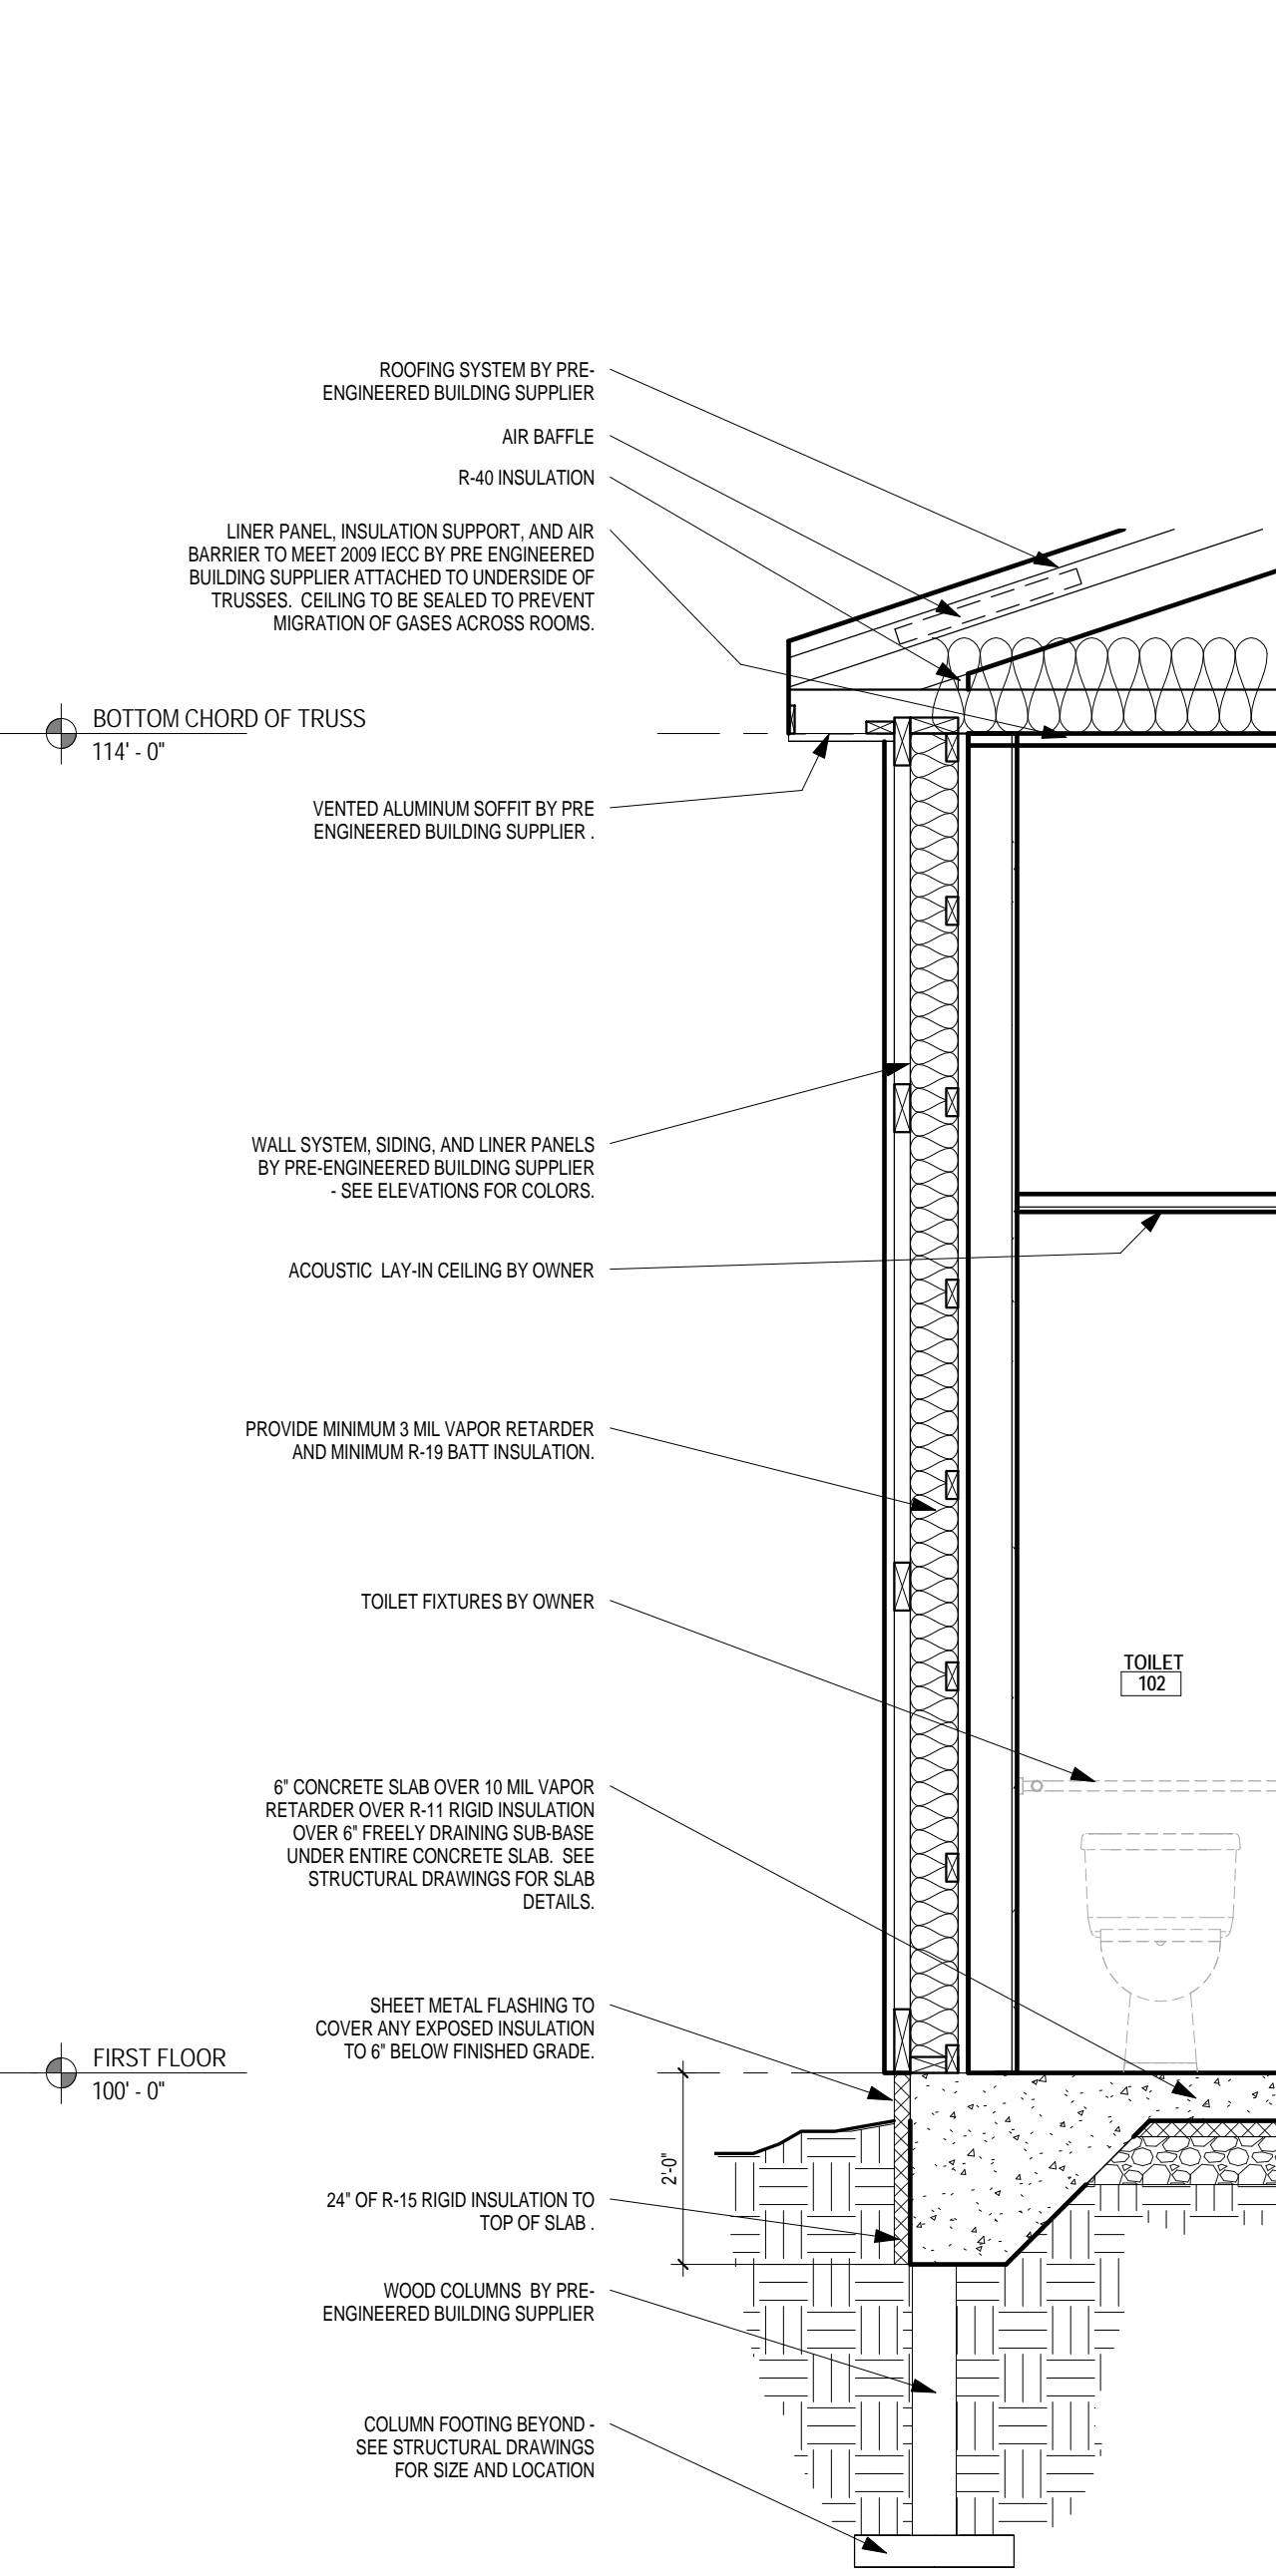 ROOFING SYSTEM BY PRE-
ENGINEERED BUILDING SUPPLIER
AIR BAFFLE
R-40 INSULATION
LINER PANEL, INSULATION SUPPORT, AND AIR
BARRIER TO MEET 2009 IECC BY PRE ENGINEERED
BUILDING SUPPLIER ATTACHED TO UNDERSIDE OF
TRUSSES.  CEILING TO BE SEALED TO PREVENT
MIGRATION OF GASES ACROSS ROOMS.
BOTTOM CHORD OF TRUSS
114' - 0"
VENTED ALUMINUM SOFFIT BY PRE
ENGINEERED BUILDING SUPPLIER .
WALL SYSTEM, SIDING, AND LINER PANELS
BY PRE-ENGINEERED BUILDING SUPPLIER
- SEE ELEVATIONS FOR COLORS.
ACOUSTIC  LAY-IN CEILING BY OWNER
PROVIDE MINIMUM 3 MIL VAPOR RETARDER
AND MINIMUM R-19 BATT INSULATION.
TOILET FIXTURES BY OWNER
TOILET
102
6" CONCRETE SLAB OVER 10 MIL VAPOR
RETARDER OVER R-11 RIGID INSULATION
OVER 6" FREELY DRAINING SUB-BASE
UNDER ENTIRE CONCRETE SLAB.  SEE
STRUCTURAL DRAWINGS FOR SLAB
DETAILS.
SHEET METAL FLASHING TO
COVER ANY EXPOSED INSULATION
TO 6" BELOW FINISHED GRADE.
FIRST FLOOR
100' - 0"
2'-0"
24" OF R-15 RIGID INSULATION TO
TOP OF SLAB .
WOOD COLUMNS  BY PRE-
ENGINEERED BUILDING SUPPLIER
COLUMN FOOTING BEYOND -
SEE STRUCTURAL DRAWINGS
FOR SIZE AND LOCATION